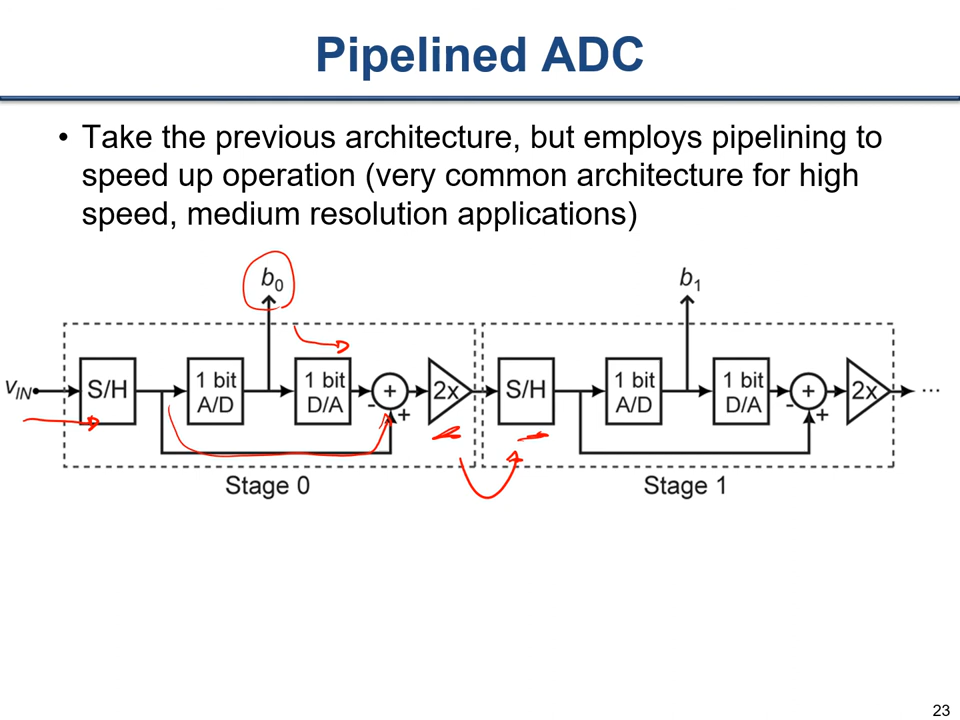 Pipelined ADC
• Take the previous architecture, but employs pipelining to
speed up operation (very common architecture for high
speed, medium resolution applications)
b0
b1
vIN
S/H
1 bit
A/D
1 bit
D/A
+
-
+
2x
S/H
1 bit
A/D
1 bit
D/A
+
-
+
2x
...
Stage 0
Stage 1
23